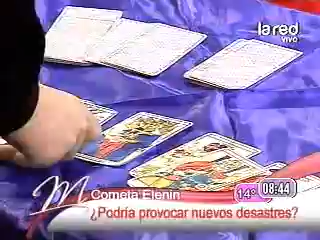 la red
vivo
M
Cometa Elenin
14°
08:44
¿Podría provocar nuevos desastres?